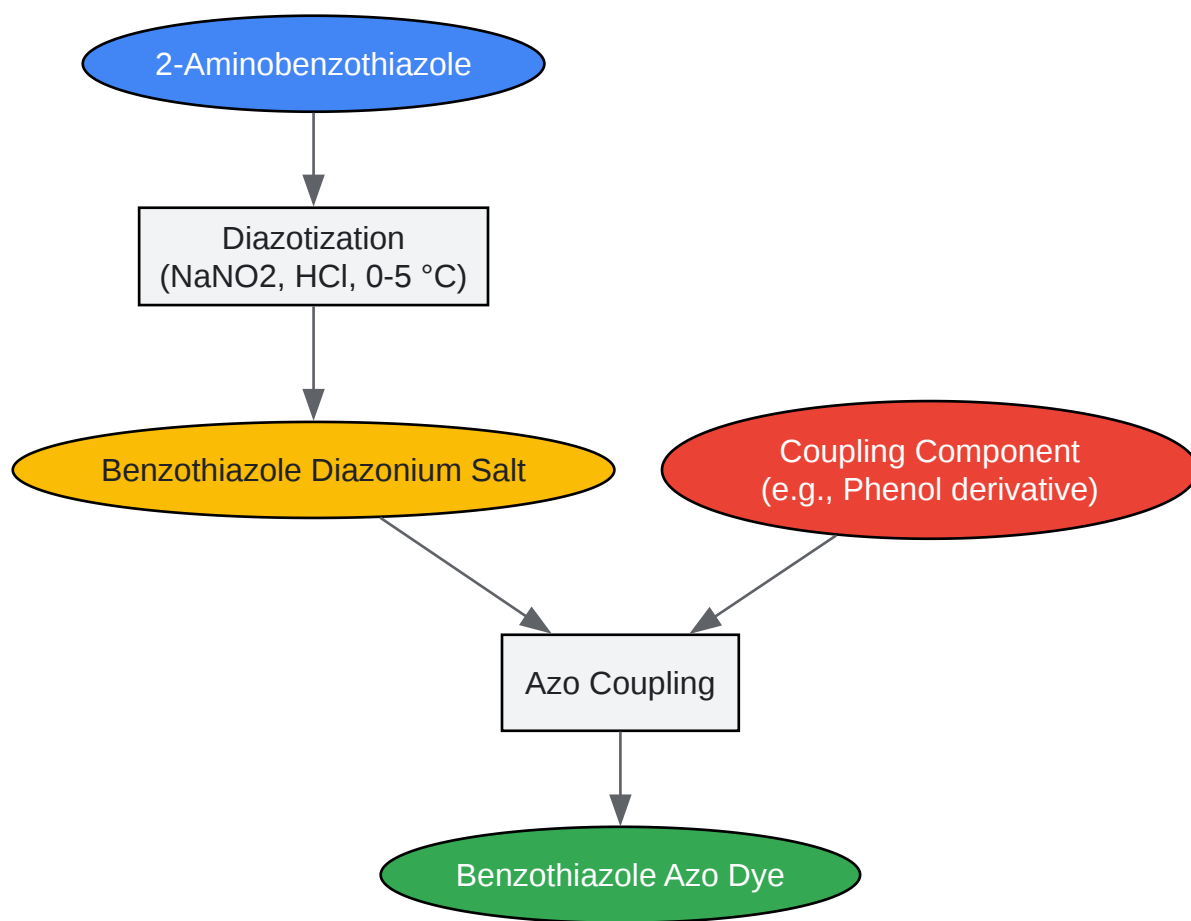 2-Aminobenzothiazole
Diazotization
(NaNO2, HCl, 0-5 °C)
Benzothiazole Diazonium Salt
Coupling Component
(e.g., Phenol derivative)
Azo Coupling
Benzothiazole Azo Dye